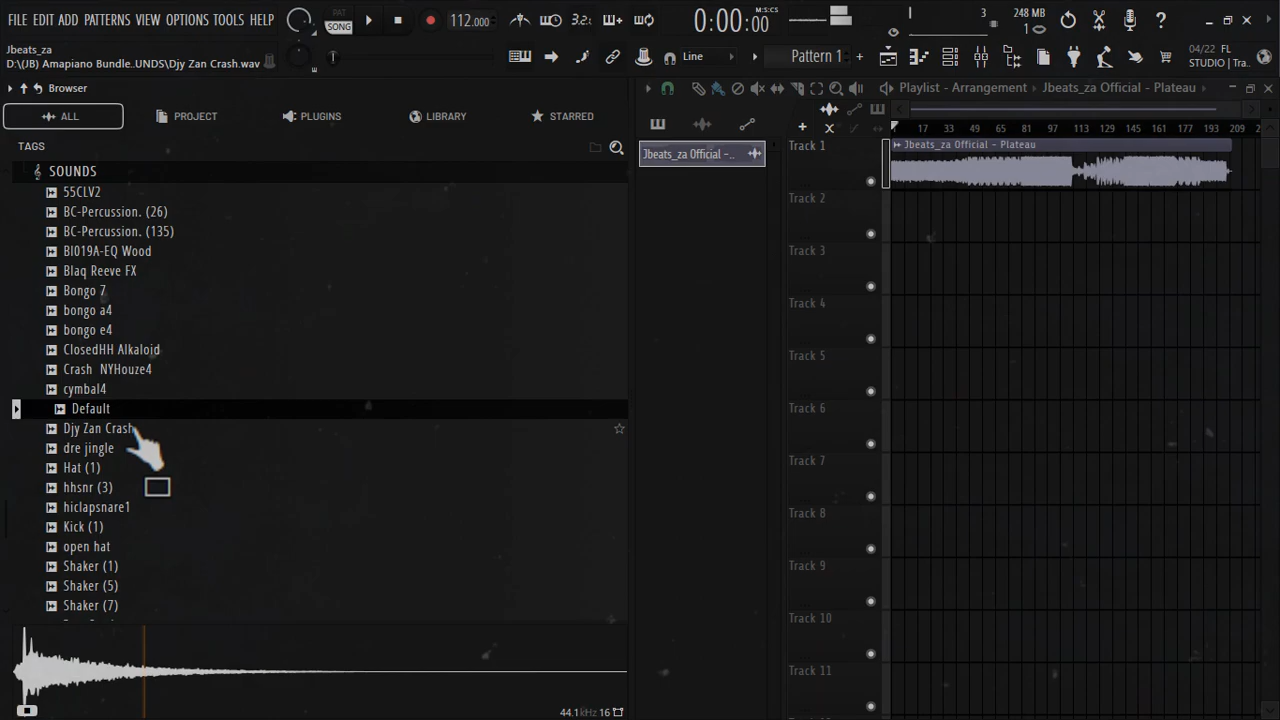 FILE EDIT ADD PATTERNS VIEW OPTIONS TOOLS HELP
PAT
SONG
112.000
3.2
0:00:00
M:S:CS
3
248 MB
1
Jbeats_za
D:\(JB) Amapiano Bundle.UNDS\Djy Zan Crash.wav
Line
Pattern 1
04/22 FL
STUDIO | Tra..
Browser
ALL
PROJECT
PLUGINS
LIBRARY
STARRED
TAGS
SOUNDS
55CLV2
BC-Percussion. (26)
BC-Percussion. (135)
BI019A-EQ Wood
Blaq Reeve FX
Bongo 7
bongo a4
bongo e4
ClosedHH Alkaloid
Crash NYHouze4
cymbal4
Default
Djy Zan Crash
dre jingle
Hat (1)
hhsnr (3)
hiclapsnare1
Kick (1)
open hat
Shaker (1)
Shaker (5)
Shaker (7)
44.1kHz 16
Playlist - Arrangement
Jbeats_za Official - Plateau
Jbeats_za Official -..
17 33 49 65 81 97 113 129 145 161 177 193 209
Jbeats_za Official - Plateau
Track 1
Track 2
Track 3
Track 4
Track 5
Track 6
Track 7
Track 8
Track 9
Track 10
Track 11